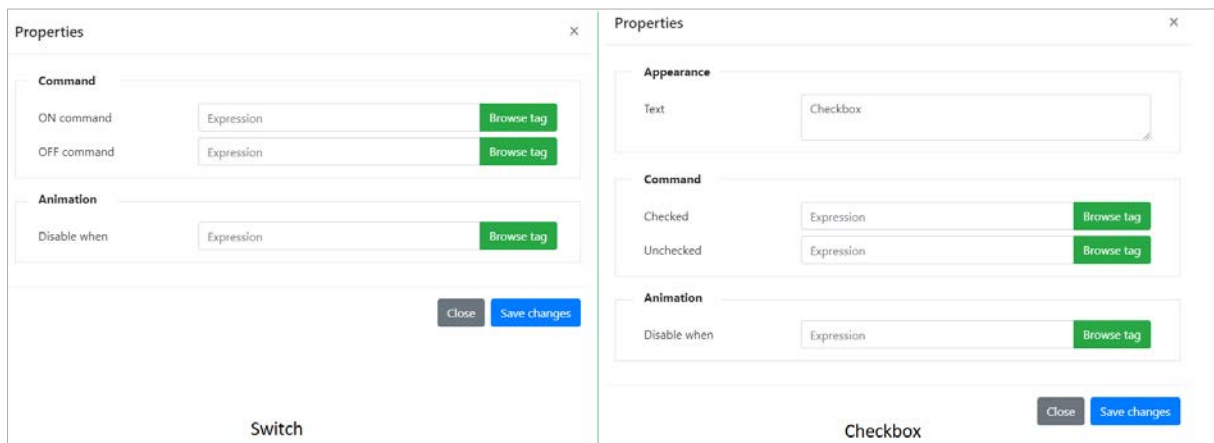 Properties ×
Command
ON command Expression Browse tag
OFF command Expression Browse tag
Animation
Disable when Expression Browse tag
Close Save changes
Switch
Properties ×
Appearance
Text Checkbox
Command
Checked Expression Browse tag
Unchecked Expression Browse tag
Animation
Disable when Expression Browse tag
Close Save changes
Checkbox